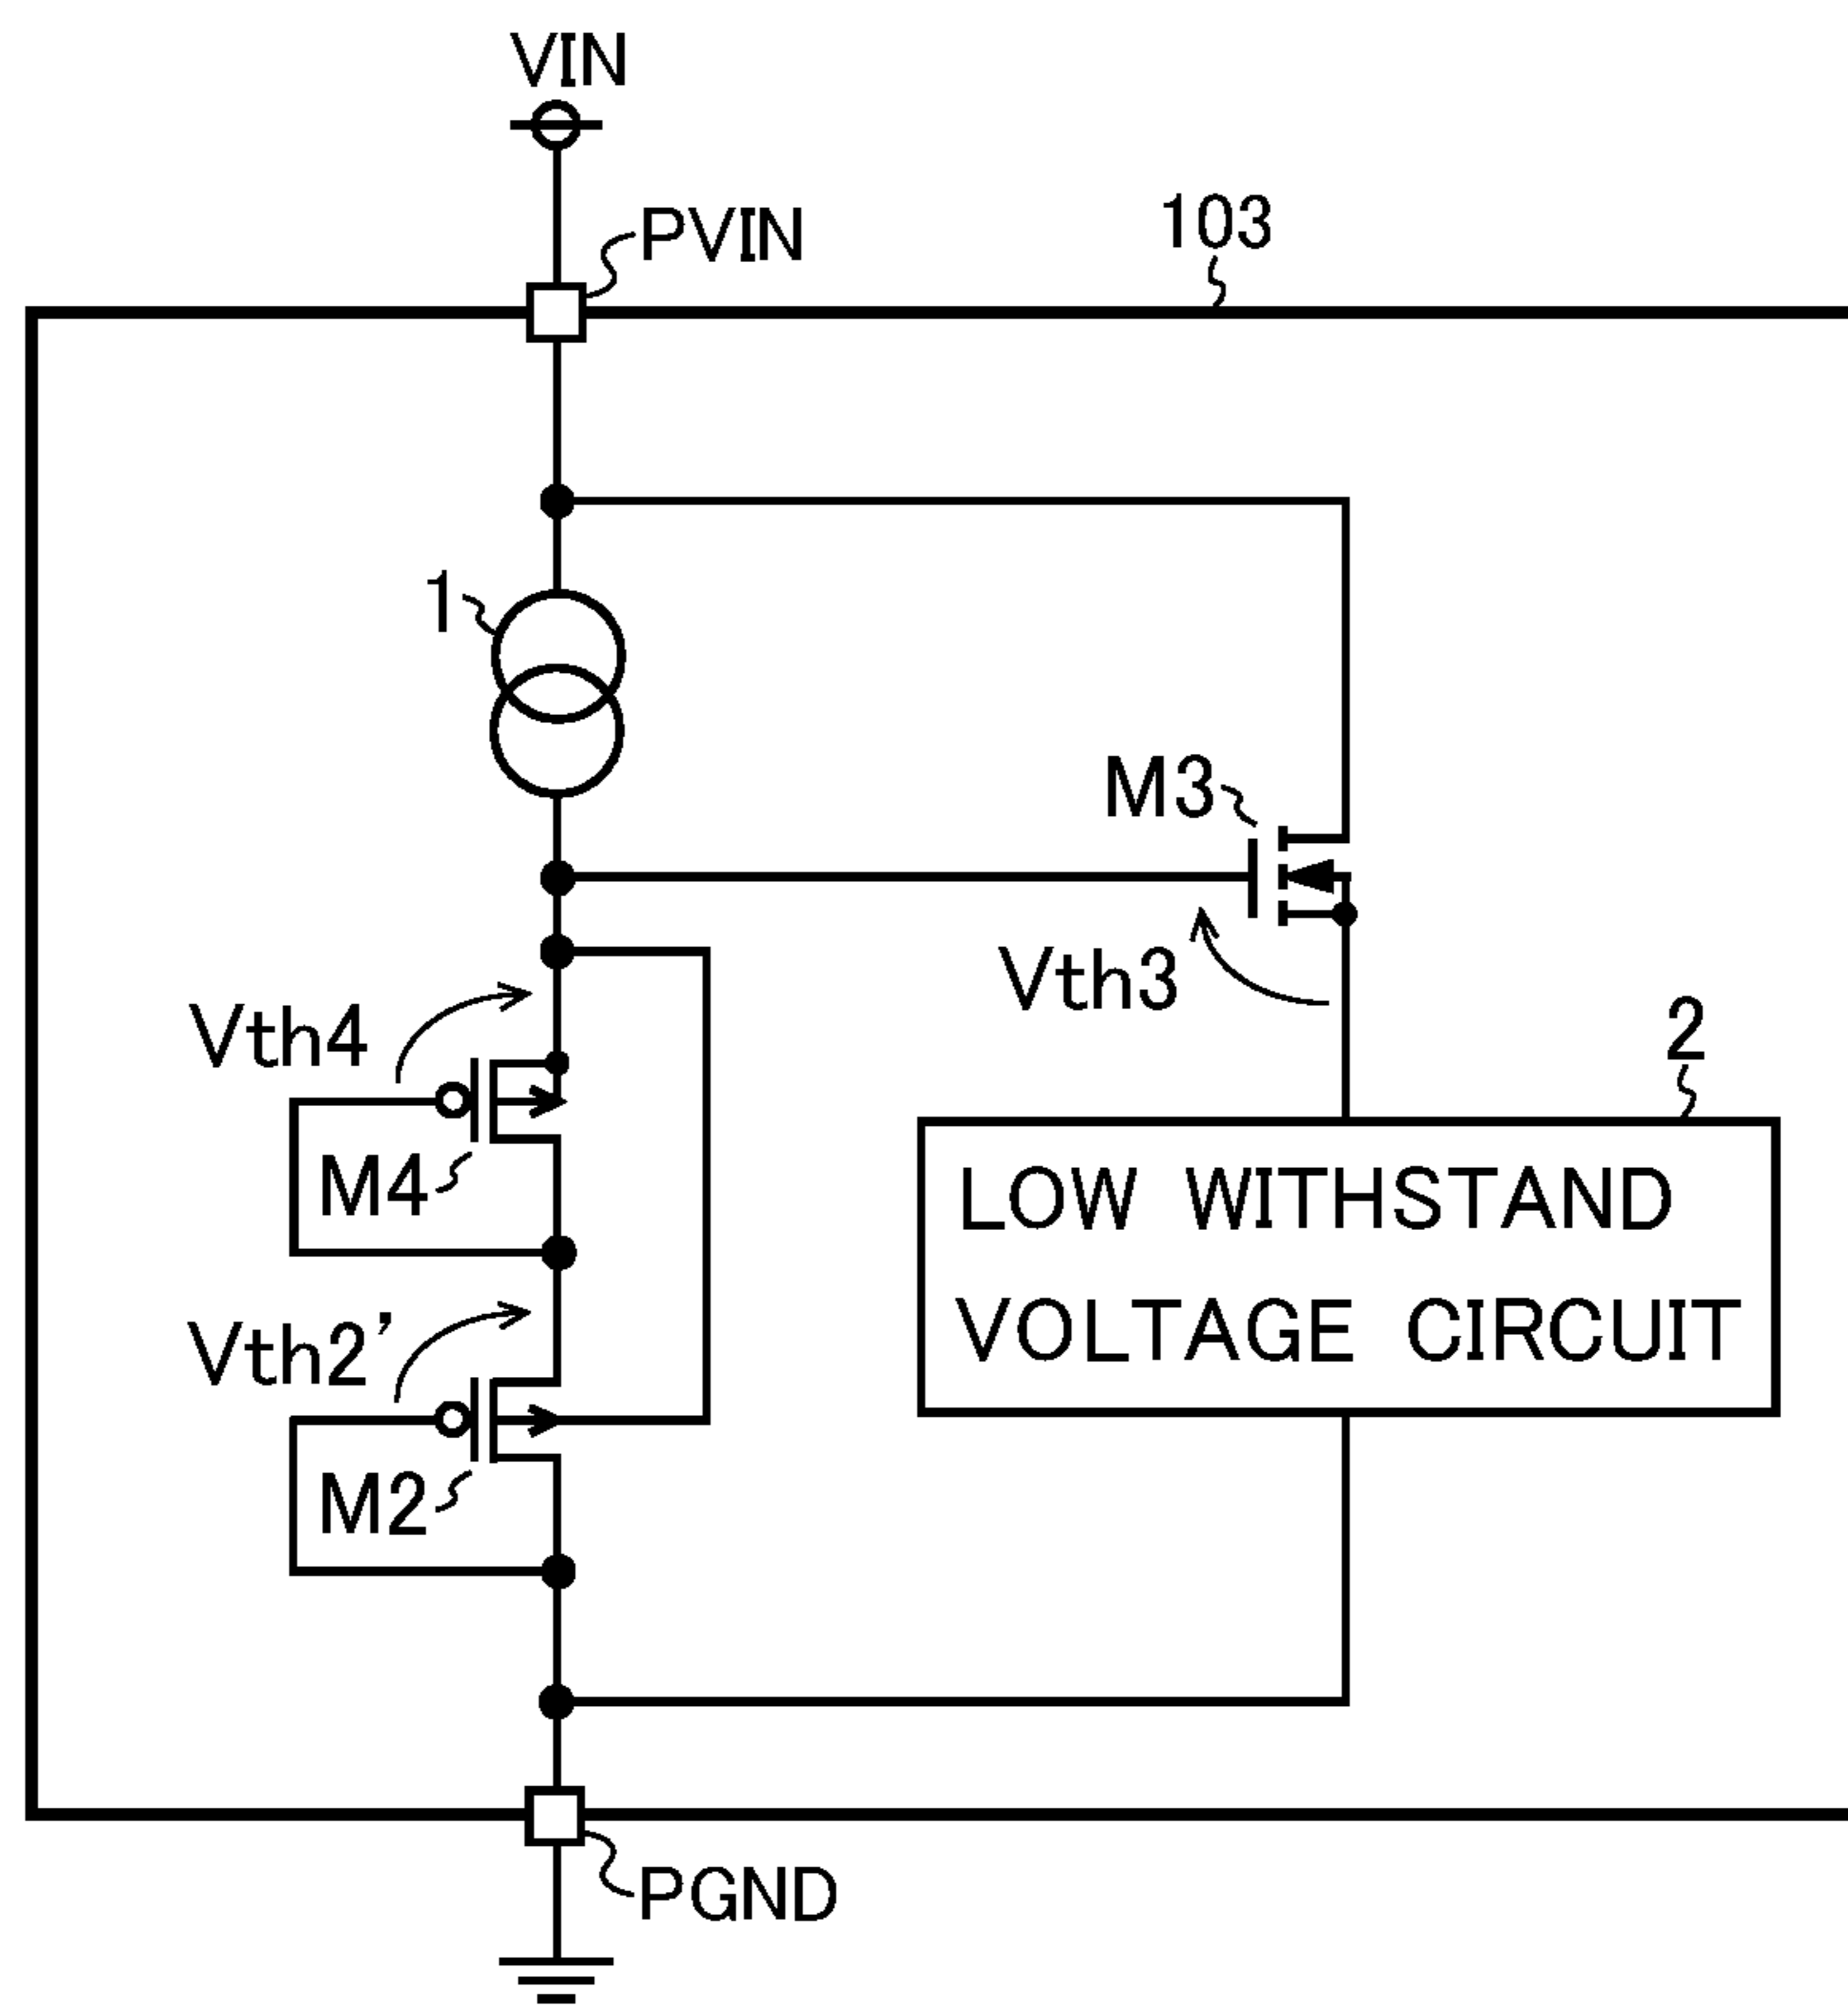 VIN
PVIN
103
1
M3
Vth3
Vth4
2
M4
LOW WITHSTAND
VOLTAGE CIRCUIT
Vth2'
M2
PGND